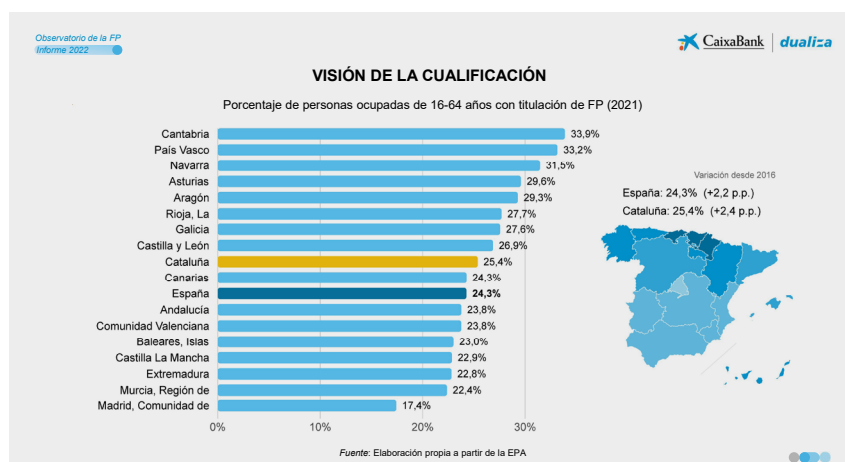 Observatorio de la FP
Informe 2022
CaixaBank | dualiza
VISIÓN DE LA CUALIFICACIÓN
Porcentaje de personas ocupadas de 16-64 años con titulación de FP (2021)
Cantabria 33,9%
País Vasco 33,2%
Navarra 31,5%
Asturias 29,6%
Aragón 29,3%
Rioja, La 27,7%
Galicia 27,6%
Castilla y León 26,9%
Cataluña 25,4%
Canarias 24,3%
España 24,3%
Andalucía 23,8%
Comunidad Valenciana 23,8%
Baleares, Islas 23,0%
Castilla La Mancha 22,9%
Extremadura 22,8%
Murcia, Región de 22,4%
Madrid, Comunidad de 17,4%
0% 10% 20% 30%
Variación desde 2016
España: 24,3% (+2,2 p.p.)
Cataluña: 25,4% (+2,4 p.p.)
Fuente: Elaboración propia a partir de la EPA